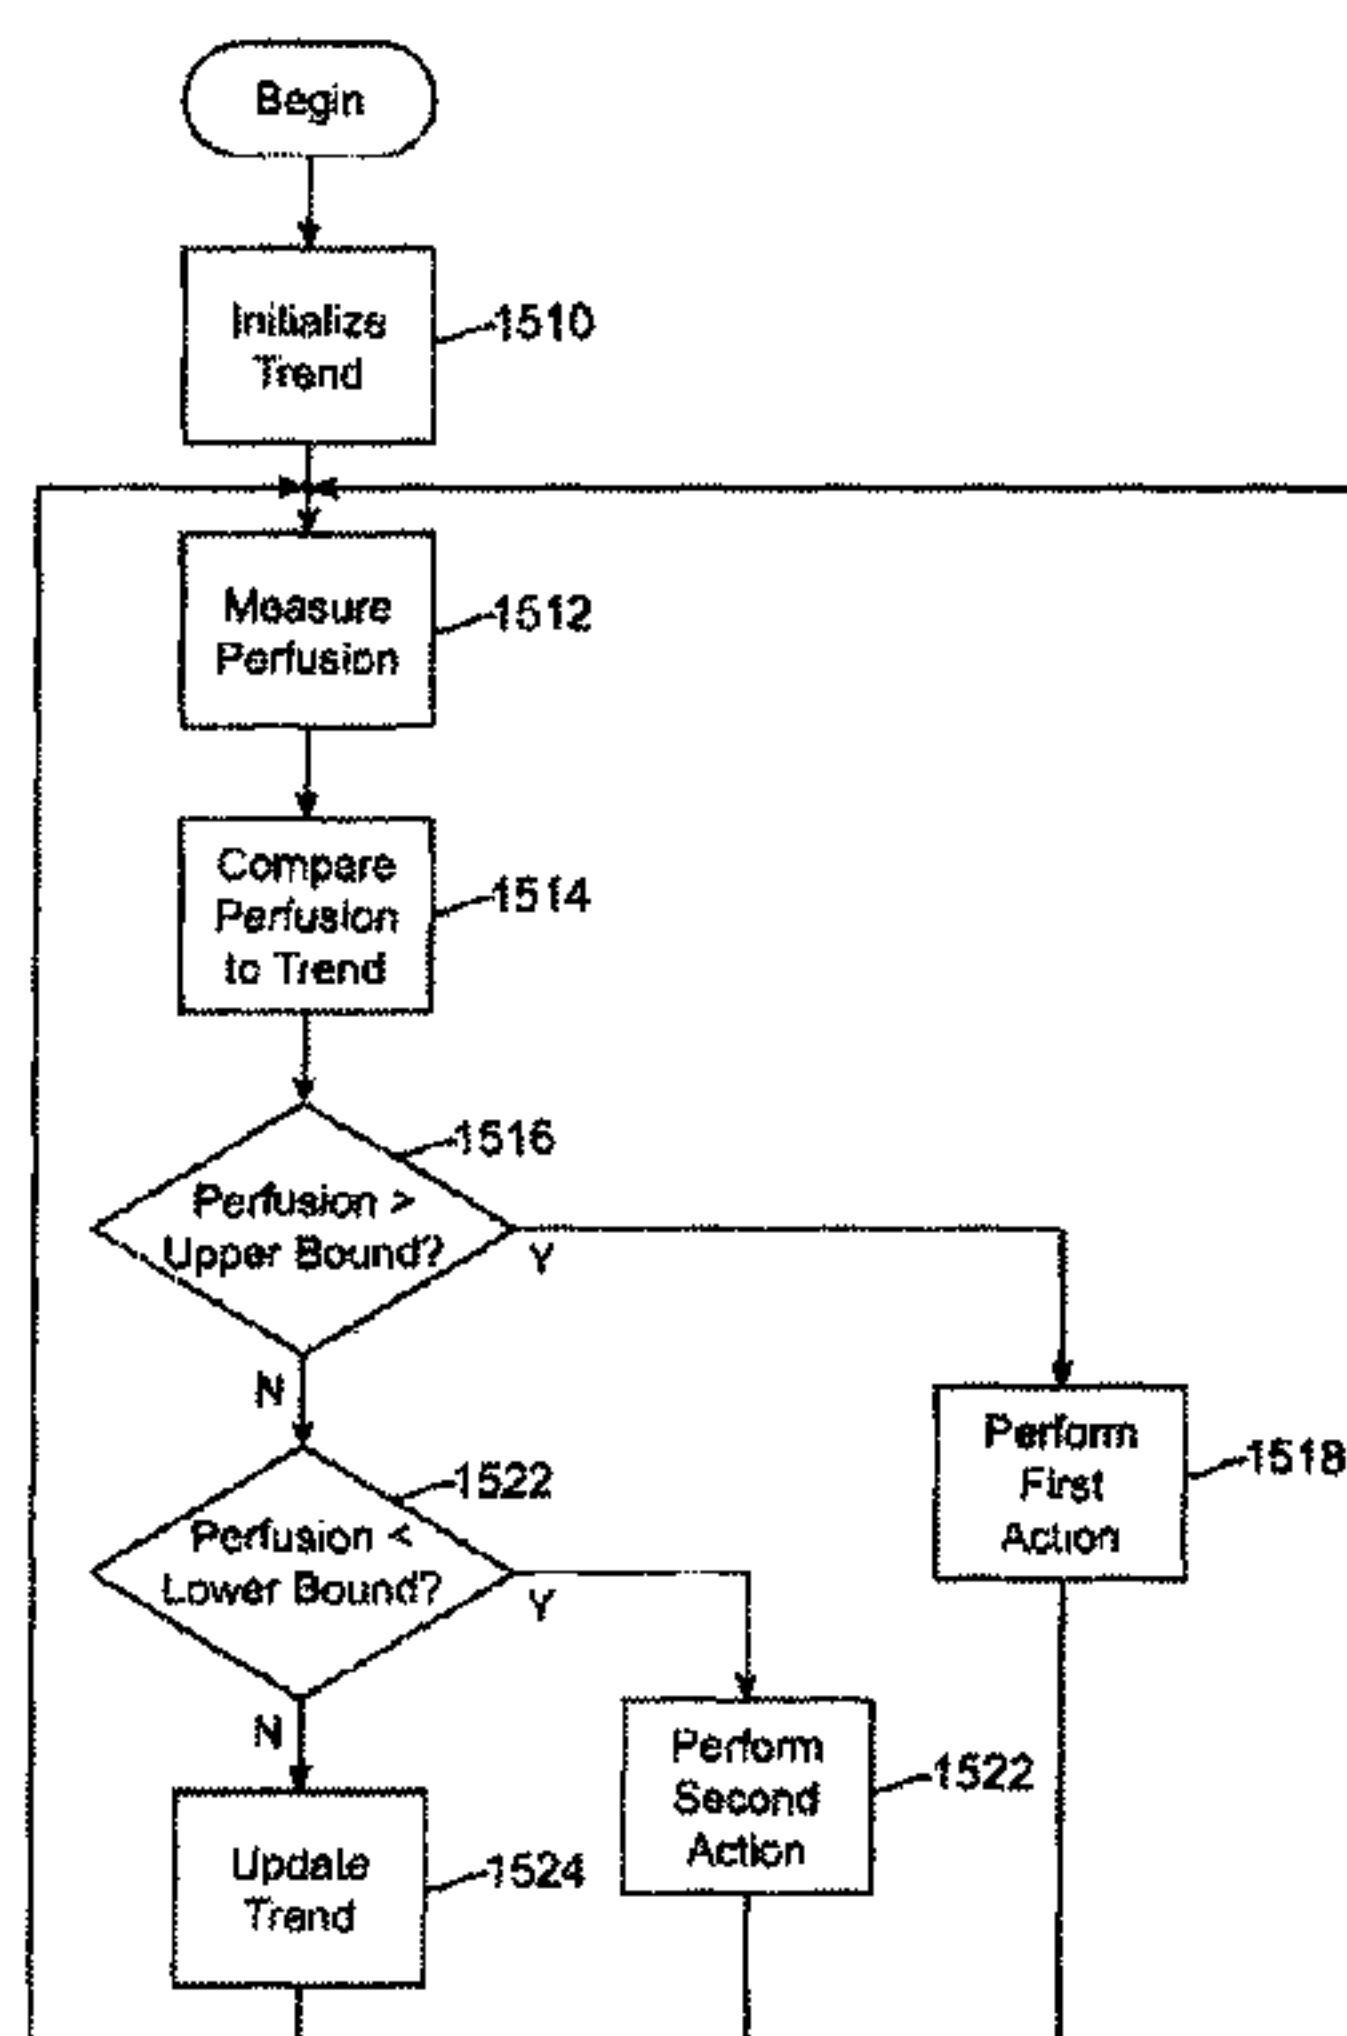 Begin
Initialize
Trend
1510
Measure
Perfusion
1512
Compare
Perfusion
to Trend
1514
1516
Perfusion >
Upper Bound?
Y
N
1522
Perfusion <
Lower Bound?
Y
N
Perform
First
Action
1518
Perform
Second
Action
1522
Update
Trend
1524